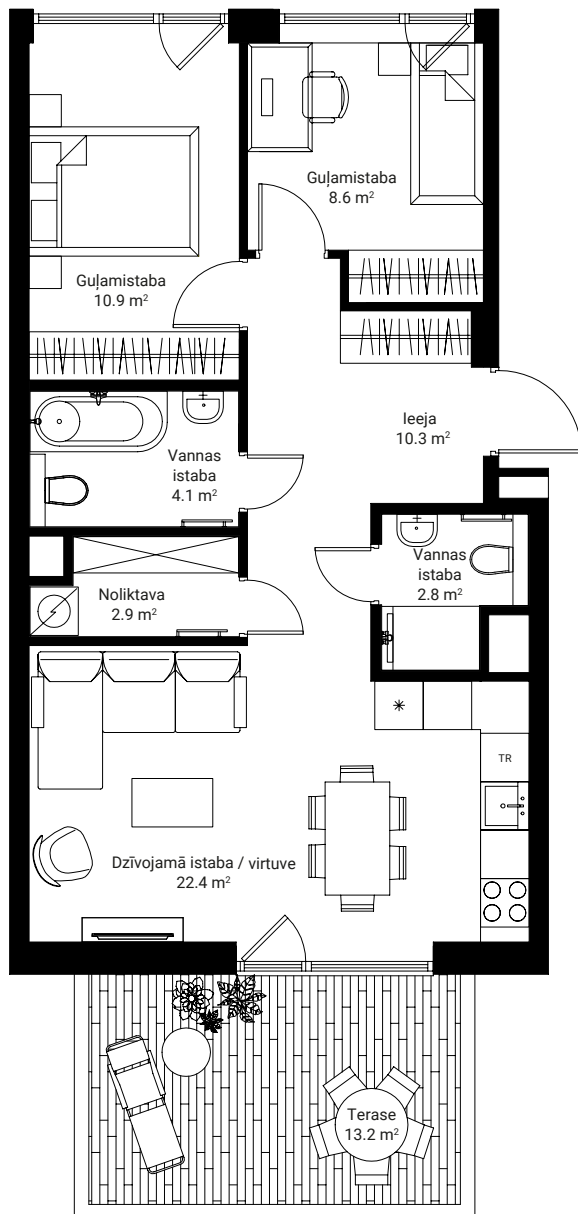 Guļamistaba
8.6 m²
Guļamistaba
10.9 m²
Ieeja
10.3 m²
Vannas
istaba
4.1 m²
Vannas
istaba
2.8 m²
Noliktava
2.9 m²
TR
Dzīvojamā istaba / virtuve
22.4 m²
Terase
13.2 m²